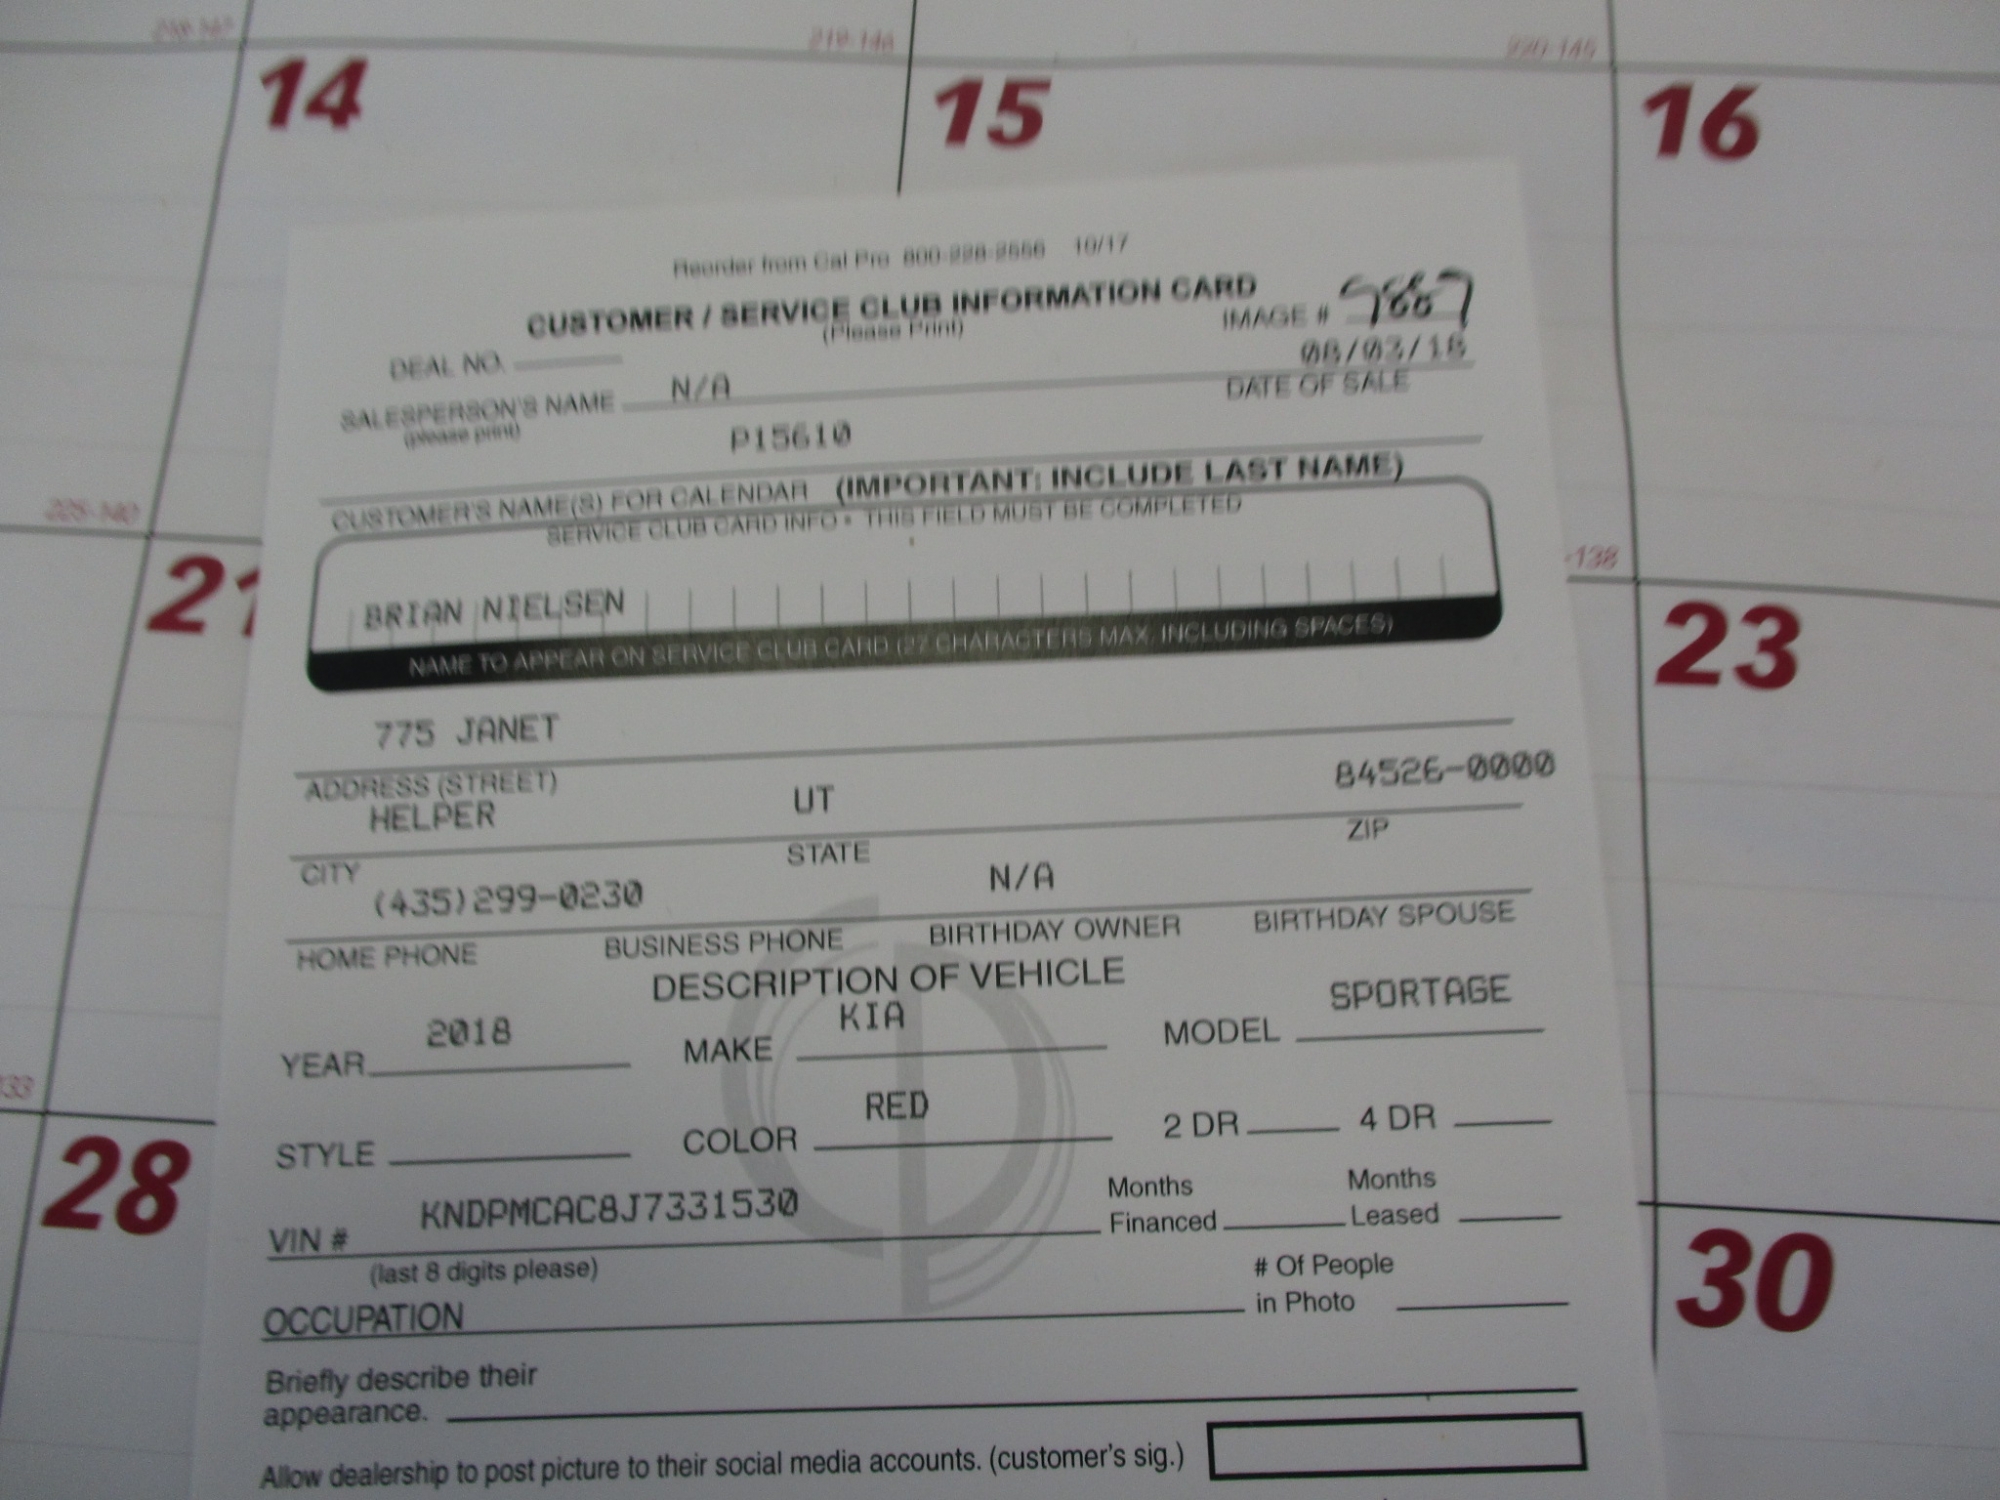 14
15
16
Reorder from Cal Pro 800-228-2556 10/17
CUSTOMER / SERVICE CLUB INFORMATION CARD
(Please Print)
IMAGE #
DEAL NO.
08/03/18
SALESPERSON'S NAME N/A
DATE OF SALE
(please print)
P15610
CUSTOMER'S NAME(S) FOR CALENDAR (IMPORTANT: INCLUDE LAST NAME)
SERVICE CLUB CARD INFO • THIS FIELD MUST BE COMPLETED
225-140
-138
21
23
BRIAN NIELSEN
NAME TO APPEAR ON SERVICE CLUB CARD (27 CHARACTERS MAX. INCLUDING SPACES)
775 JANET
ADDRESS (STREET)
HELPER UT 84526-0000
CITY STATE ZIP
(435)299-0230 N/A
HOME PHONE BUSINESS PHONE BIRTHDAY OWNER BIRTHDAY SPOUSE
DESCRIPTION OF VEHICLE
YEAR 2018 MAKE KIA MODEL SPORTAGE
STYLE COLOR RED 2 DR 4 DR
28
30
VIN # KNDPMCAC8J7331530
Months Financed
Months Leased
(last 8 digits please)
OCCUPATION
# Of People in Photo
Briefly describe their
appearance.
Allow dealership to post picture to their social media accounts. (customer's sig.)